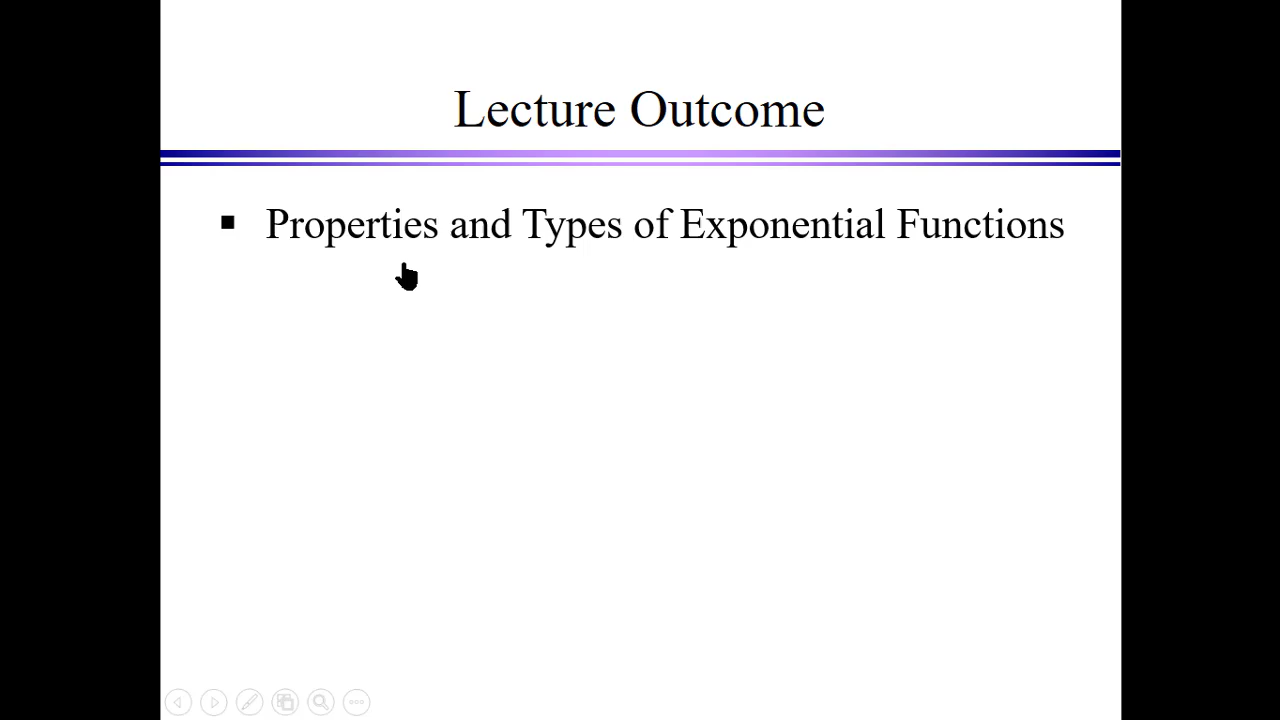 Lecture Outcome
▪ Properties and Types of Exponential Functions